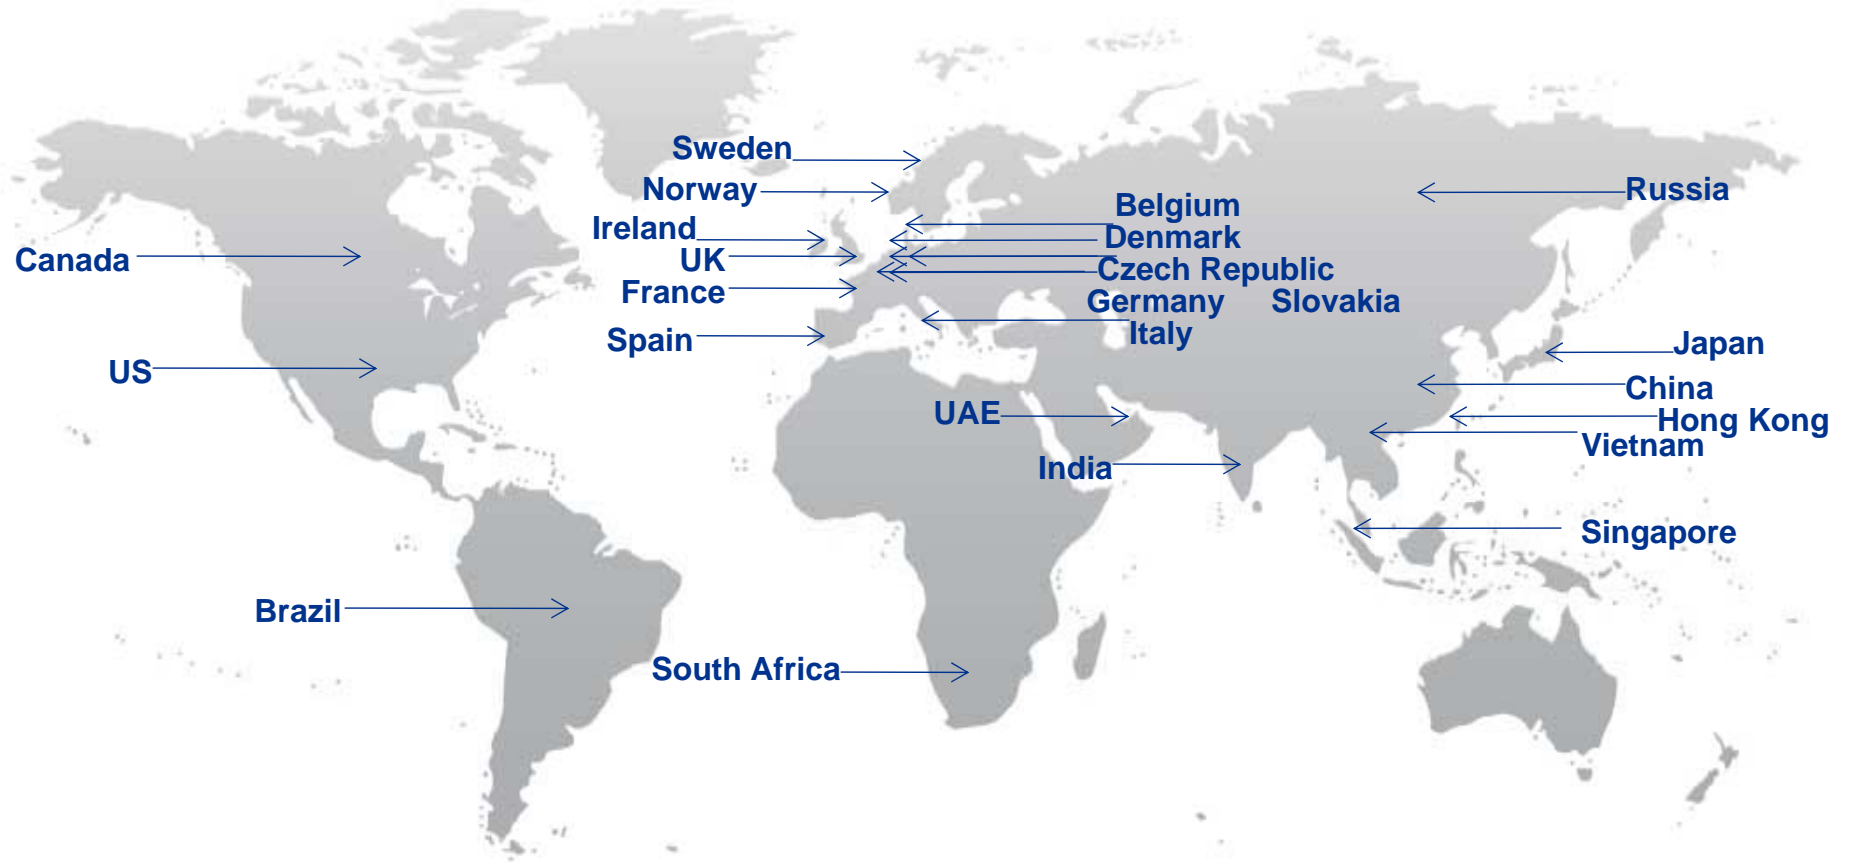 Sweden
Norway
Russia
Belgium
Ireland
Denmark
Canada
UK
Czech Republic
France
Germany
Slovakia
Italy
Spain
Japan
US
China
UAE
Hong Kong
Vietnam
India
Singapore
Brazil
South Africa